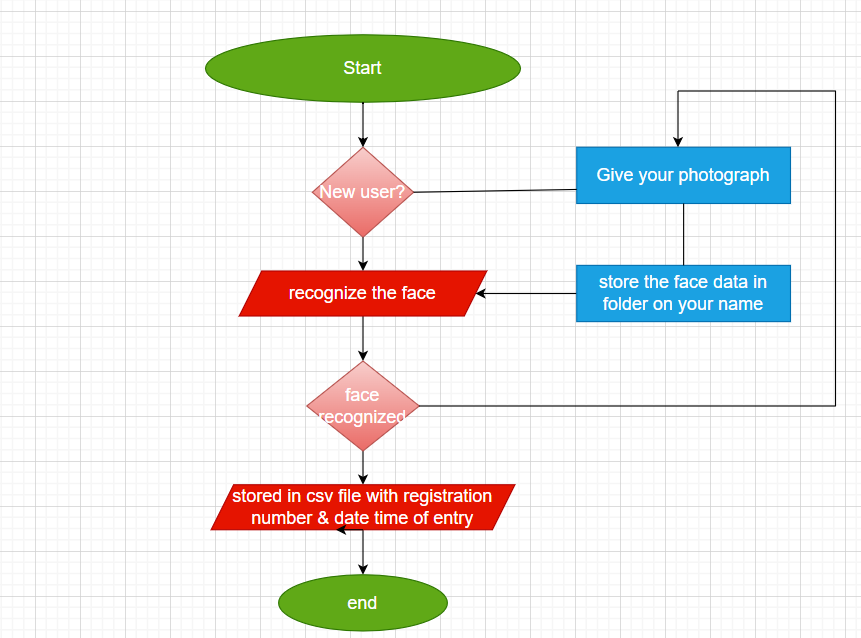 Start
New user?
Give your photograph
recognize the face
store the face data in
folder on your name
face
recognized
stored in csv file with registration
number & date time of entry
end